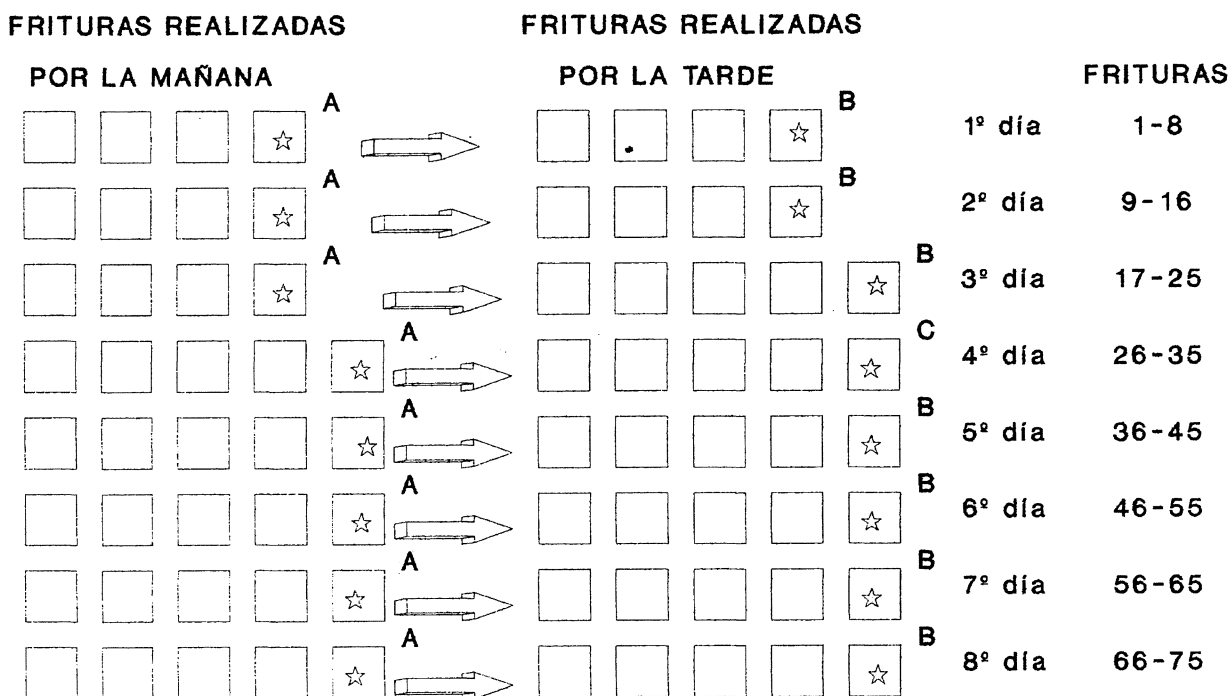 FRITURAS REALIZADAS FRITURAS REALIZADAS
POR LA MAÑANA POR LA TARDE FRITURAS
A B 1º día 1-8
A B 2º día 9-16
A B 3º día 17-25
A C 4º día 26-35
A B 5º día 36-45
A B 6º día 46-55
A B 7º día 56-65
A B 8º día 66-75